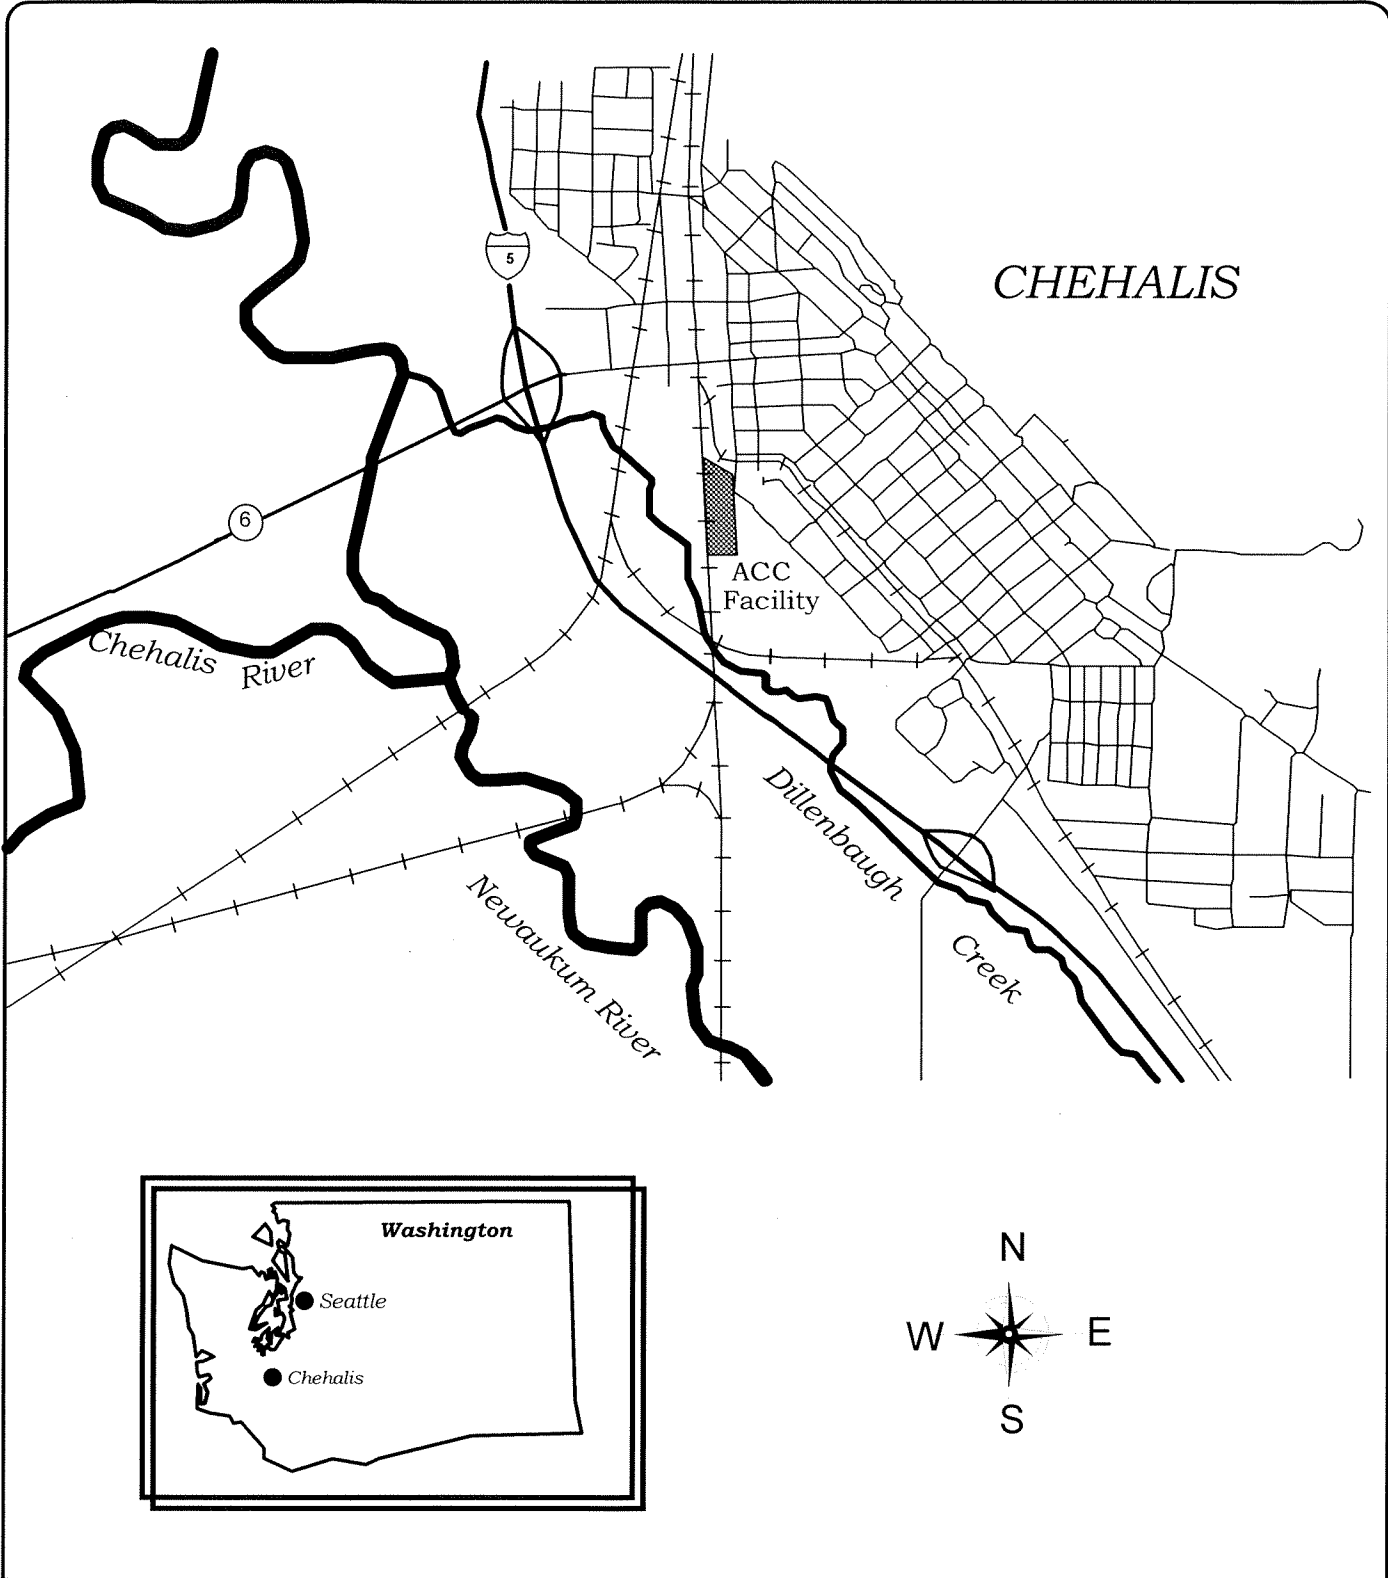 5
CHEHALIS
6
ACC
Facility
Chehalis River
Dillenbaugh Creek
Newaukum River
Washington
Seattle
Chehalis
N
W E
S